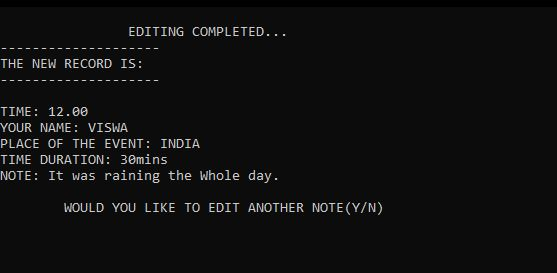 EDITING COMPLETED...
--------------------
THE NEW RECORD IS:
--------------------
TIME: 12.00
YOUR NAME: VISWA
PLACE OF THE EVENT: INDIA
TIME DURATION: 30mins
NOTE: It was raining the Whole day.
WOULD YOU LIKE TO EDIT ANOTHER NOTE(Y/N)